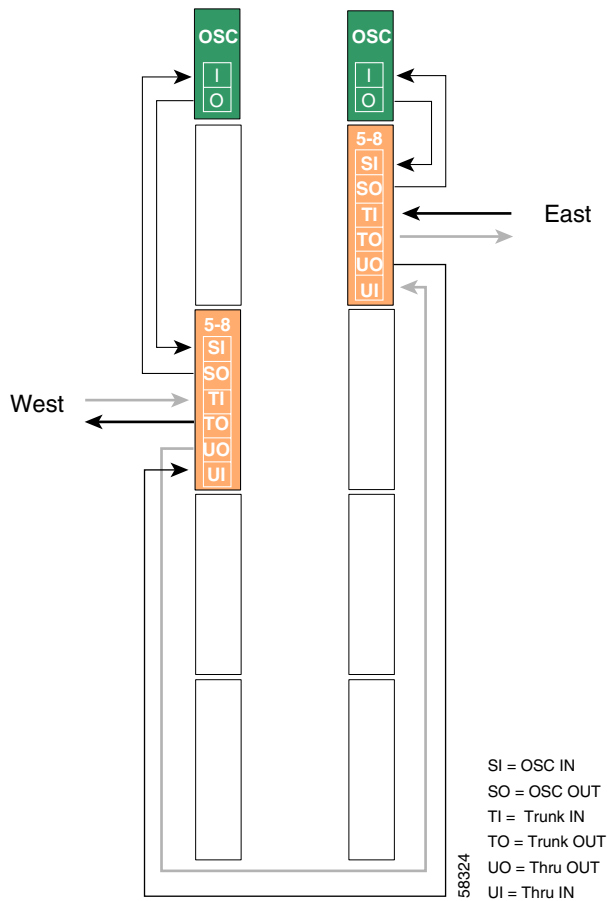 OSC
I
O
OSC
I
O
5-8
SI
SO
TI
TO
UO
UI
East
5-8
SI
SO
TI
TO
UO
UI
West
SI = OSC IN
SO = OSC OUT
TI = Trunk IN
TO = Trunk OUT
UO = Thru OUT
UI = Thru IN
58324